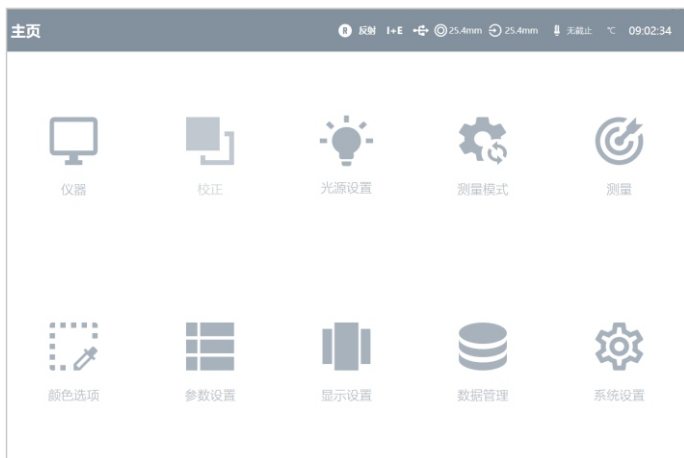 主页 R 反射 I+E 25.4mm 25.4mm 无截止 ℃ 09:02:34
仪器 校正 光源设置 测量模式 测量
颜色选项 参数设置 显示设置 数据管理 系统设置